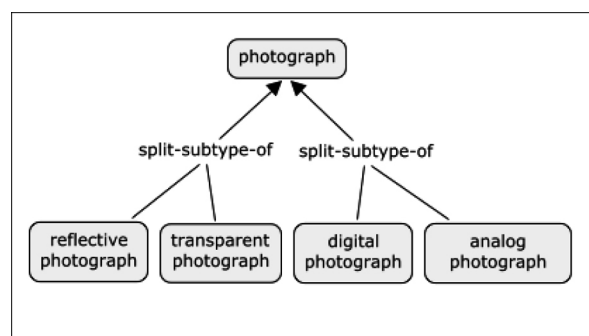 photograph
split-subtype-of
split-subtype-of
reflective
photograph
transparent
photograph
digital
photograph
analog
photograph